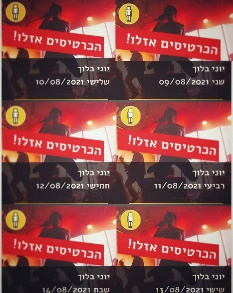 הכרטיסים אזלו!
יוני בלוך
שני 09/08/2021
הכרטיסים אזלו!
יוני בלוך
שלישי 10/08/2021
הכרטיסים אזלו!
יוני בלוך
רביעי 11/08/2021
הכרטיסים אזלו!
יוני בלוך
חמישי 12/08/2021
הכרטיסים אזלו!
יוני בלוך
שישי 13/08/2021
הכרטיסים אזלו!
יוני בלוך
שבת 14/08/2021